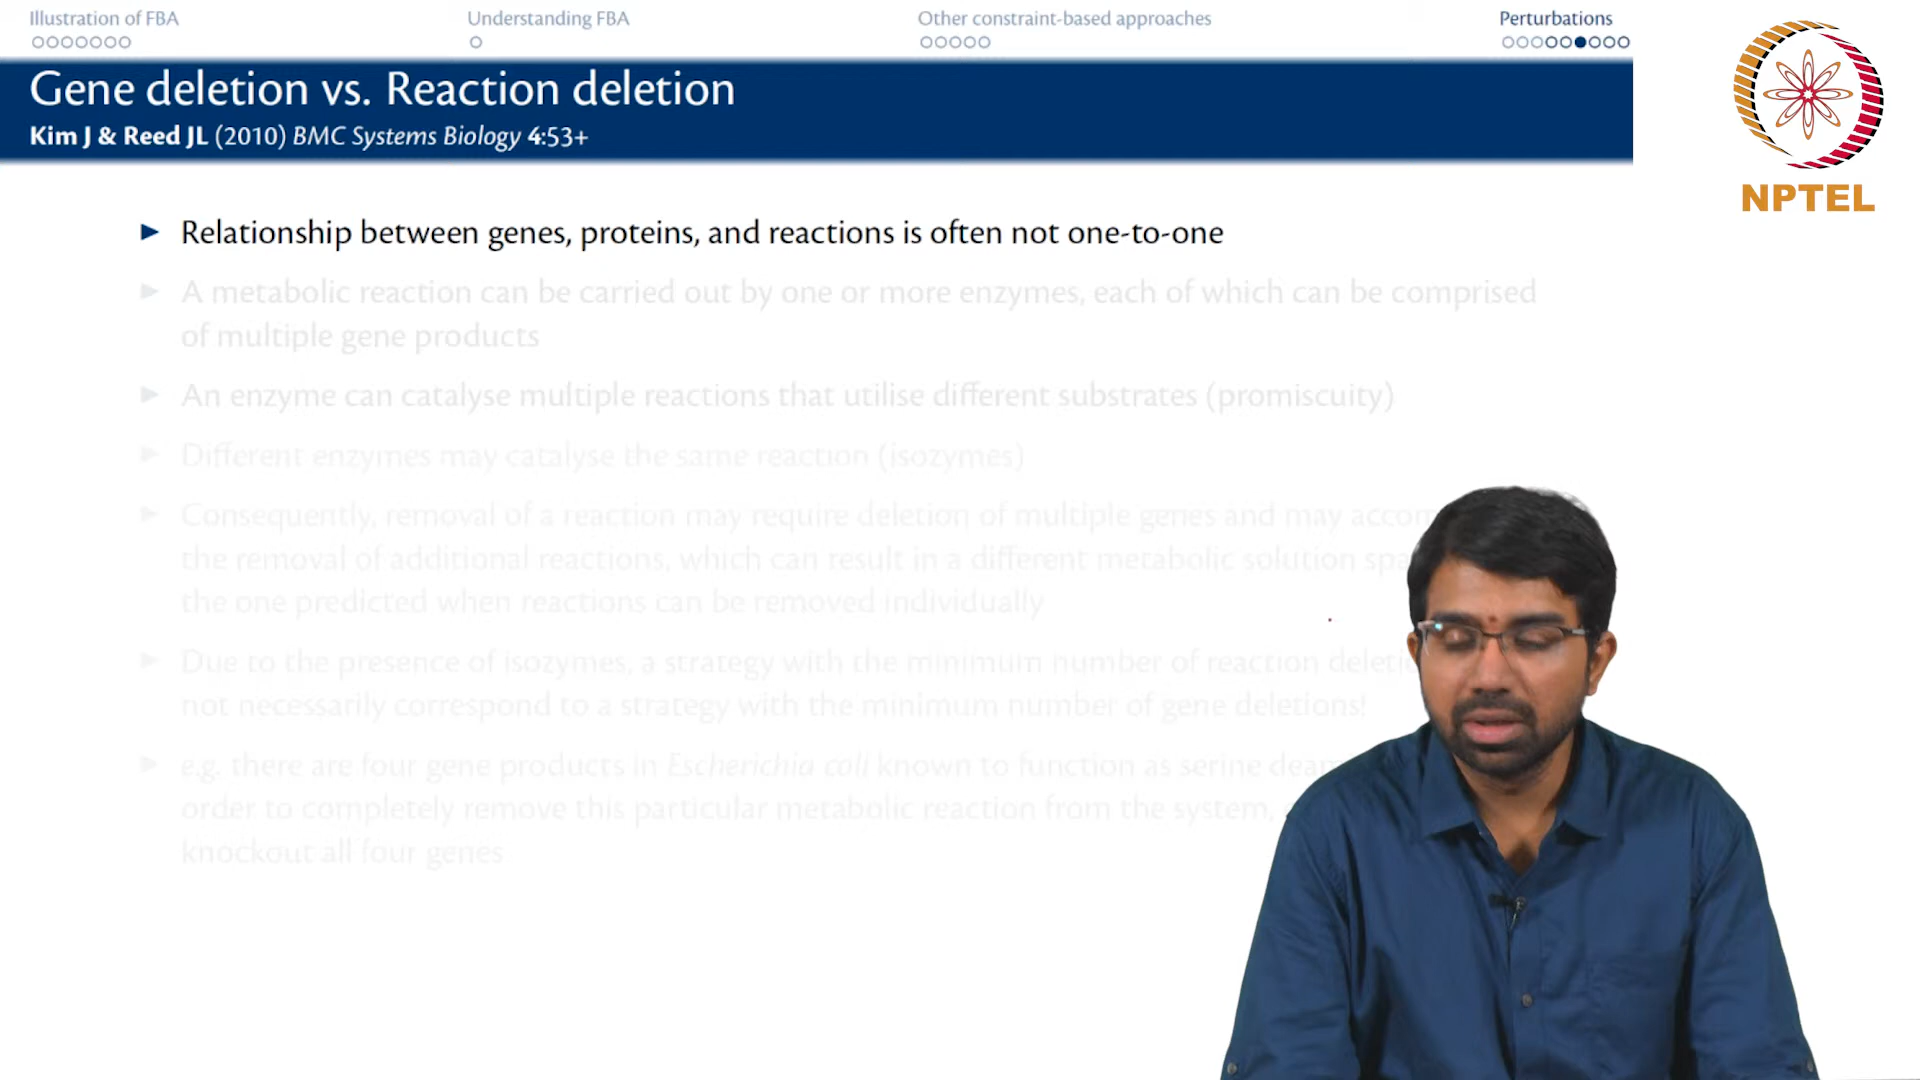 Illustration of FBA
Understanding FBA
Other constraint-based approaches
Perturbations
Gene deletion vs. Reaction deletion
Kim J & Reed JL (2010) BMC Systems Biology 4:53+
NPTEL
Relationship between genes, proteins, and reactions is often not one-to-one
A metabolic reaction can be carried out by one or more enzymes, each of which can be comprised
of multiple gene products
An enzyme can catalyse multiple reactions that utilise different substrates (promiscuity)
Different enzymes may catalyse the same reaction (isozymes)
Consequently, removal of a reaction may require deletion of multiple genes and may
the removal of additional reactions, which can result in a different metabolic solution
the one predicted when reactions can be removed individually
Due to the presence of isozymes, a strategy with the minimum number of reaction
not necessarily correspond to a strategy with the minimum number of gene deletions!
e.g. there are four gene products in Escherichia coli known to function as serine
order to completely remove this particular metabolic reaction from the system,
knockout all four genes